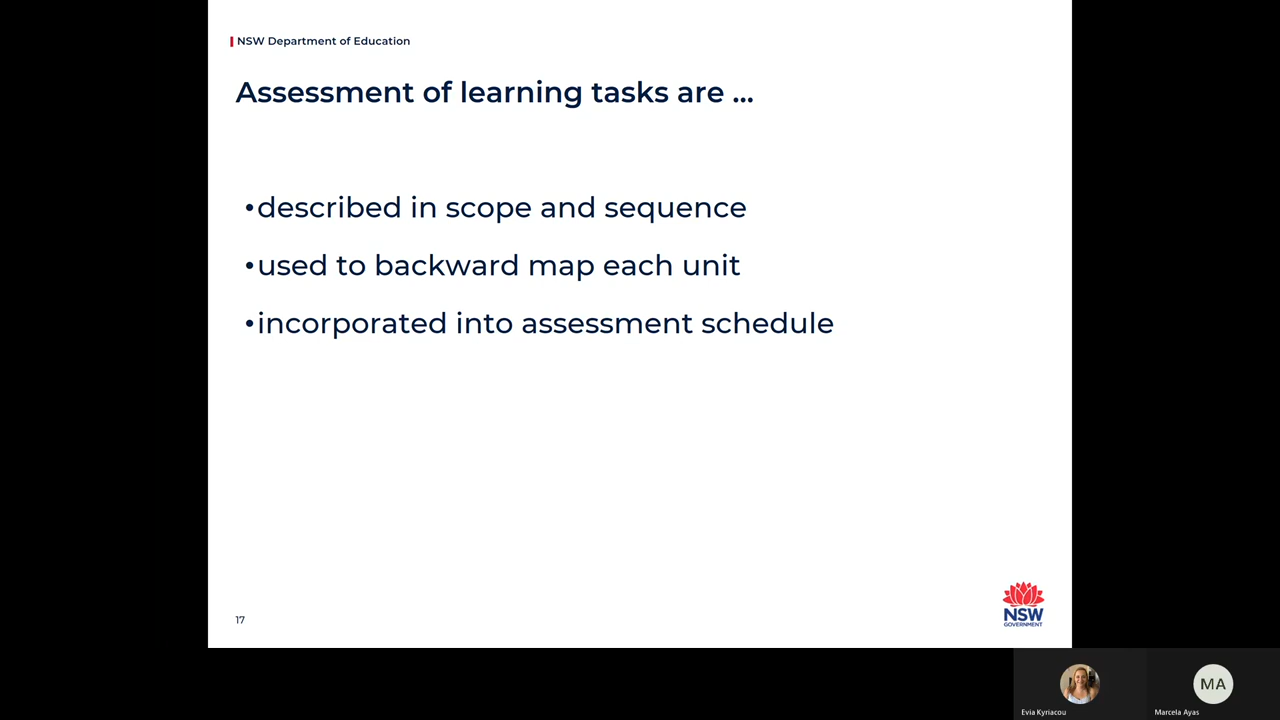 NSW Department of Education
Assessment of learning tasks are ...
•described in scope and sequence
•used to backward map each unit
•incorporated into assessment schedule
17
NSW
GOVERNMENT
MA
Evia Kyriacou
Marcela Ayas